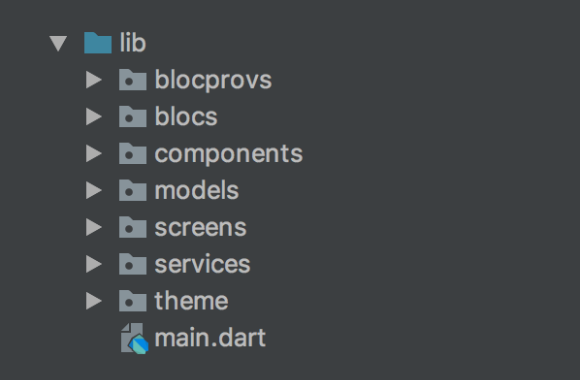 lib
blocprovs
blocs
components
models
screens
services
theme
main.dart